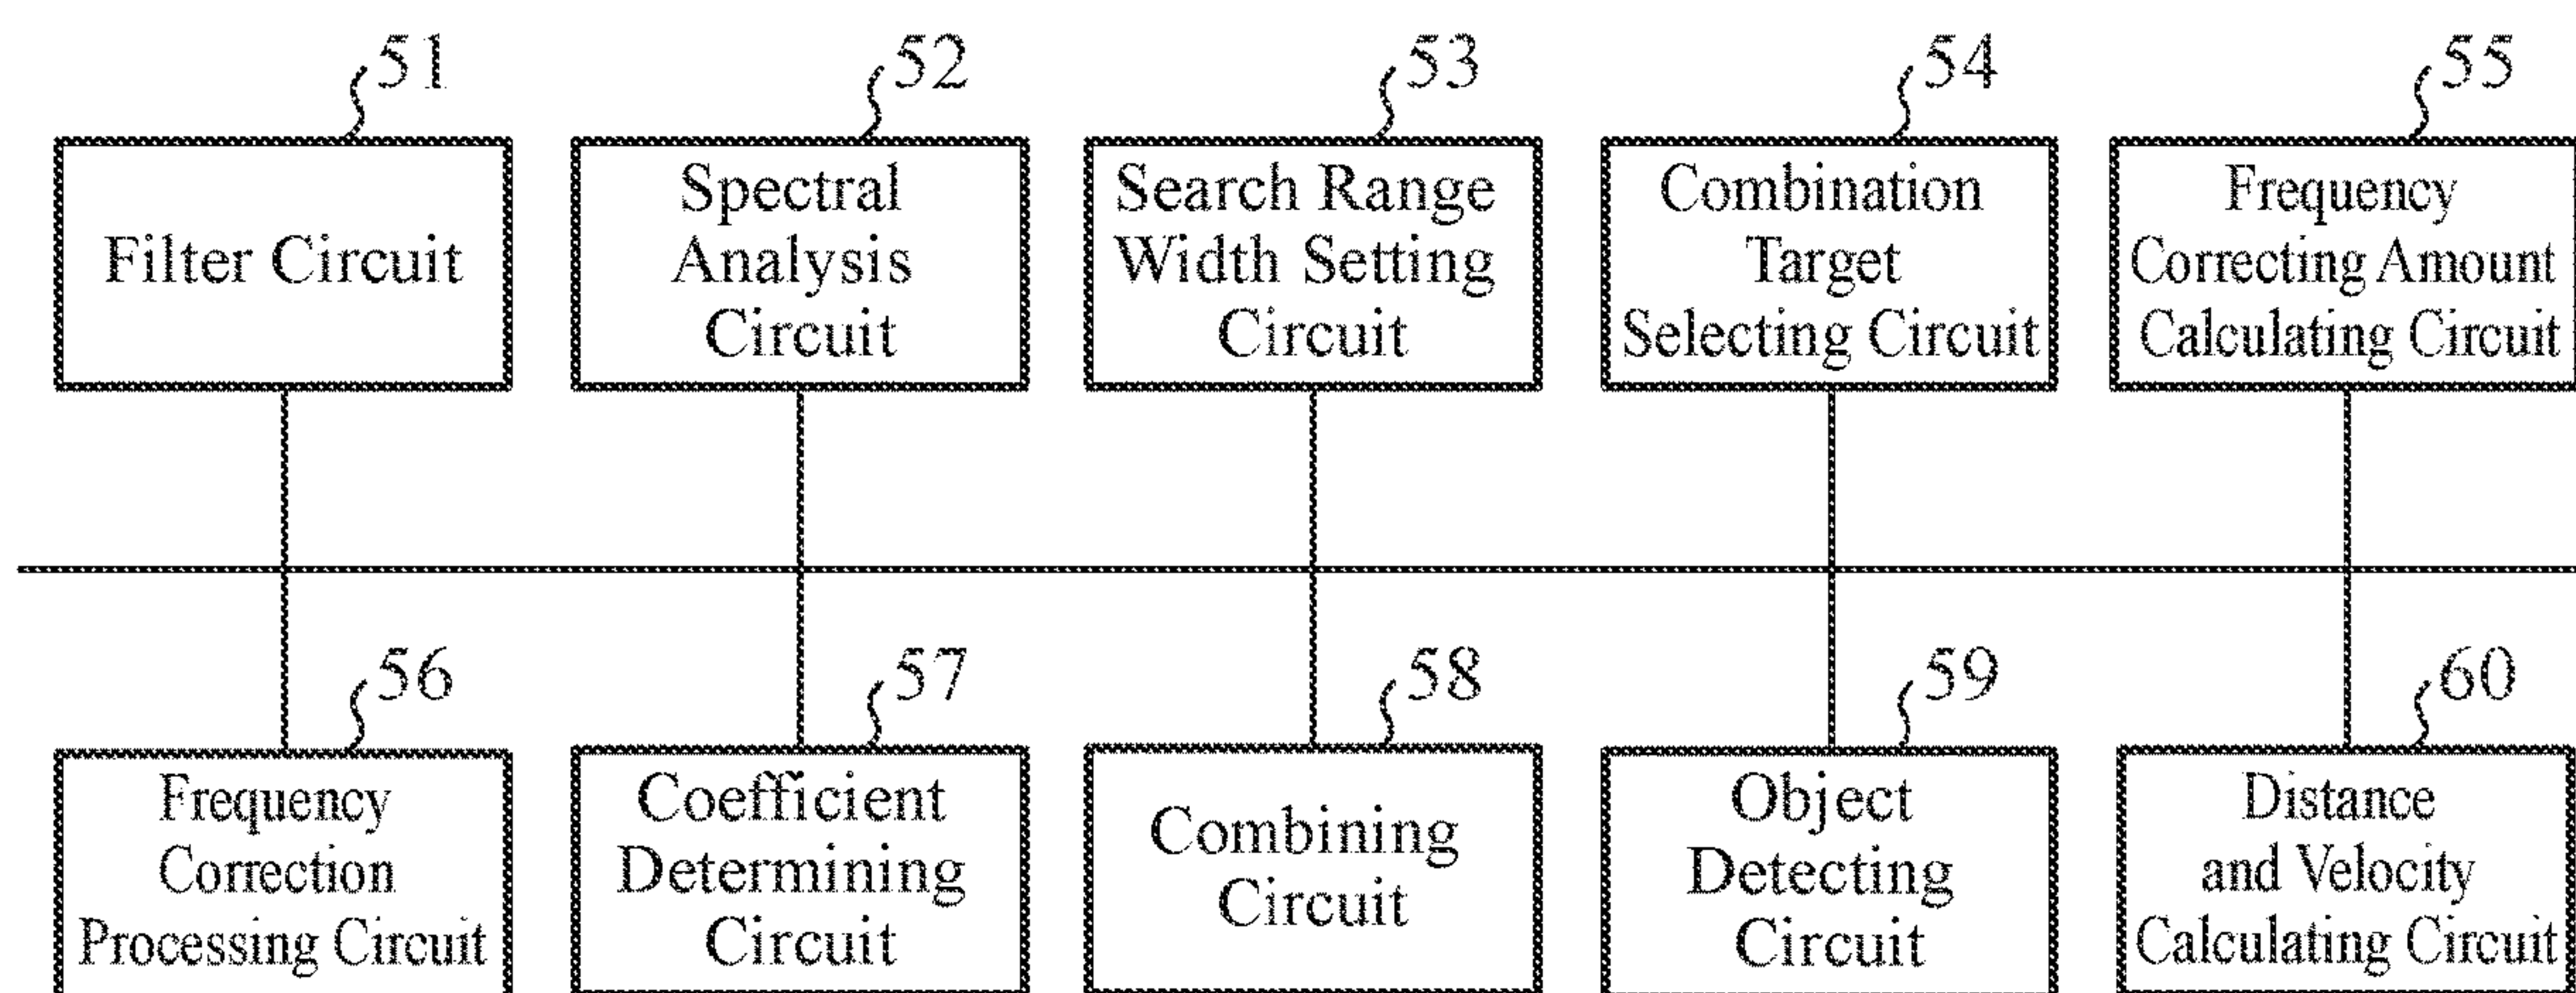 51
Filter Circuit
52
Spectral
Analysis
Circuit
53
Search Range
Width Setting
Circuit
54
Combination
Target
Selecting Circuit
55
Frequency
Correcting Amount
Calculating Circuit
56
Frequency
Correction
Processing Circuit
57
Coefficient
Determining
Circuit
58
Combining
Circuit
59
Object
Detecting
Circuit
60
Distance
and Velocity
Calculating Circuit